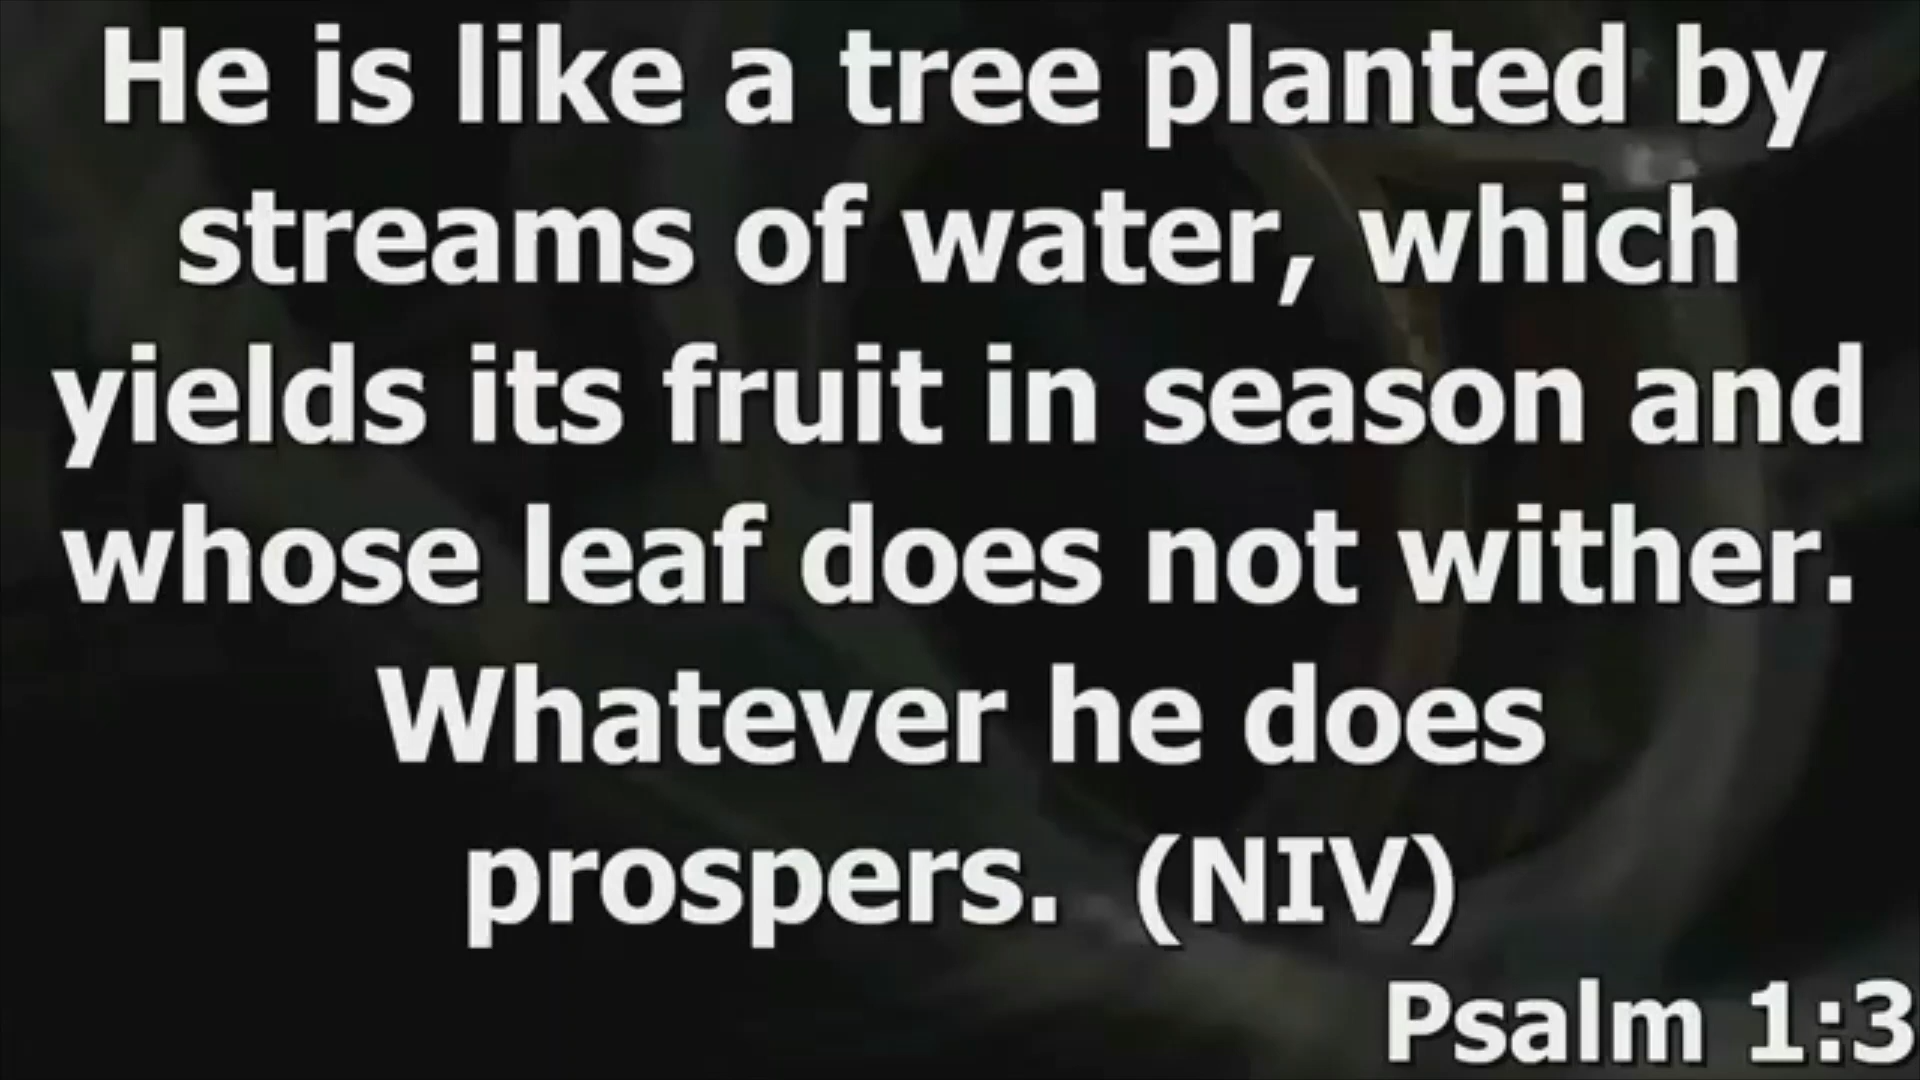 He is like a tree planted by
streams of water, which
yields its fruit in season and
whose leaf does not wither.
Whatever he does
prospers. (NIV)
Psalm 1:3